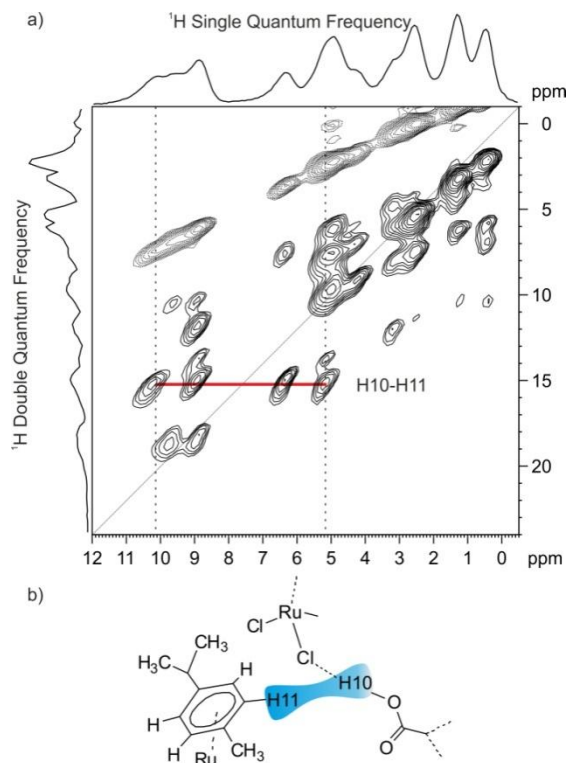 a)
¹H Single Quantum Frequency
ppm
¹H Double Quantum Frequency
0
5
10
15
20
H10-H11
12 11 10 9 8 7 6 5 4 3 2 1 0 ppm
b)
Ru
Cl
Cl
CH₃
H₃C
H
H10
H11
O
H
O
H
CH₃
Ru